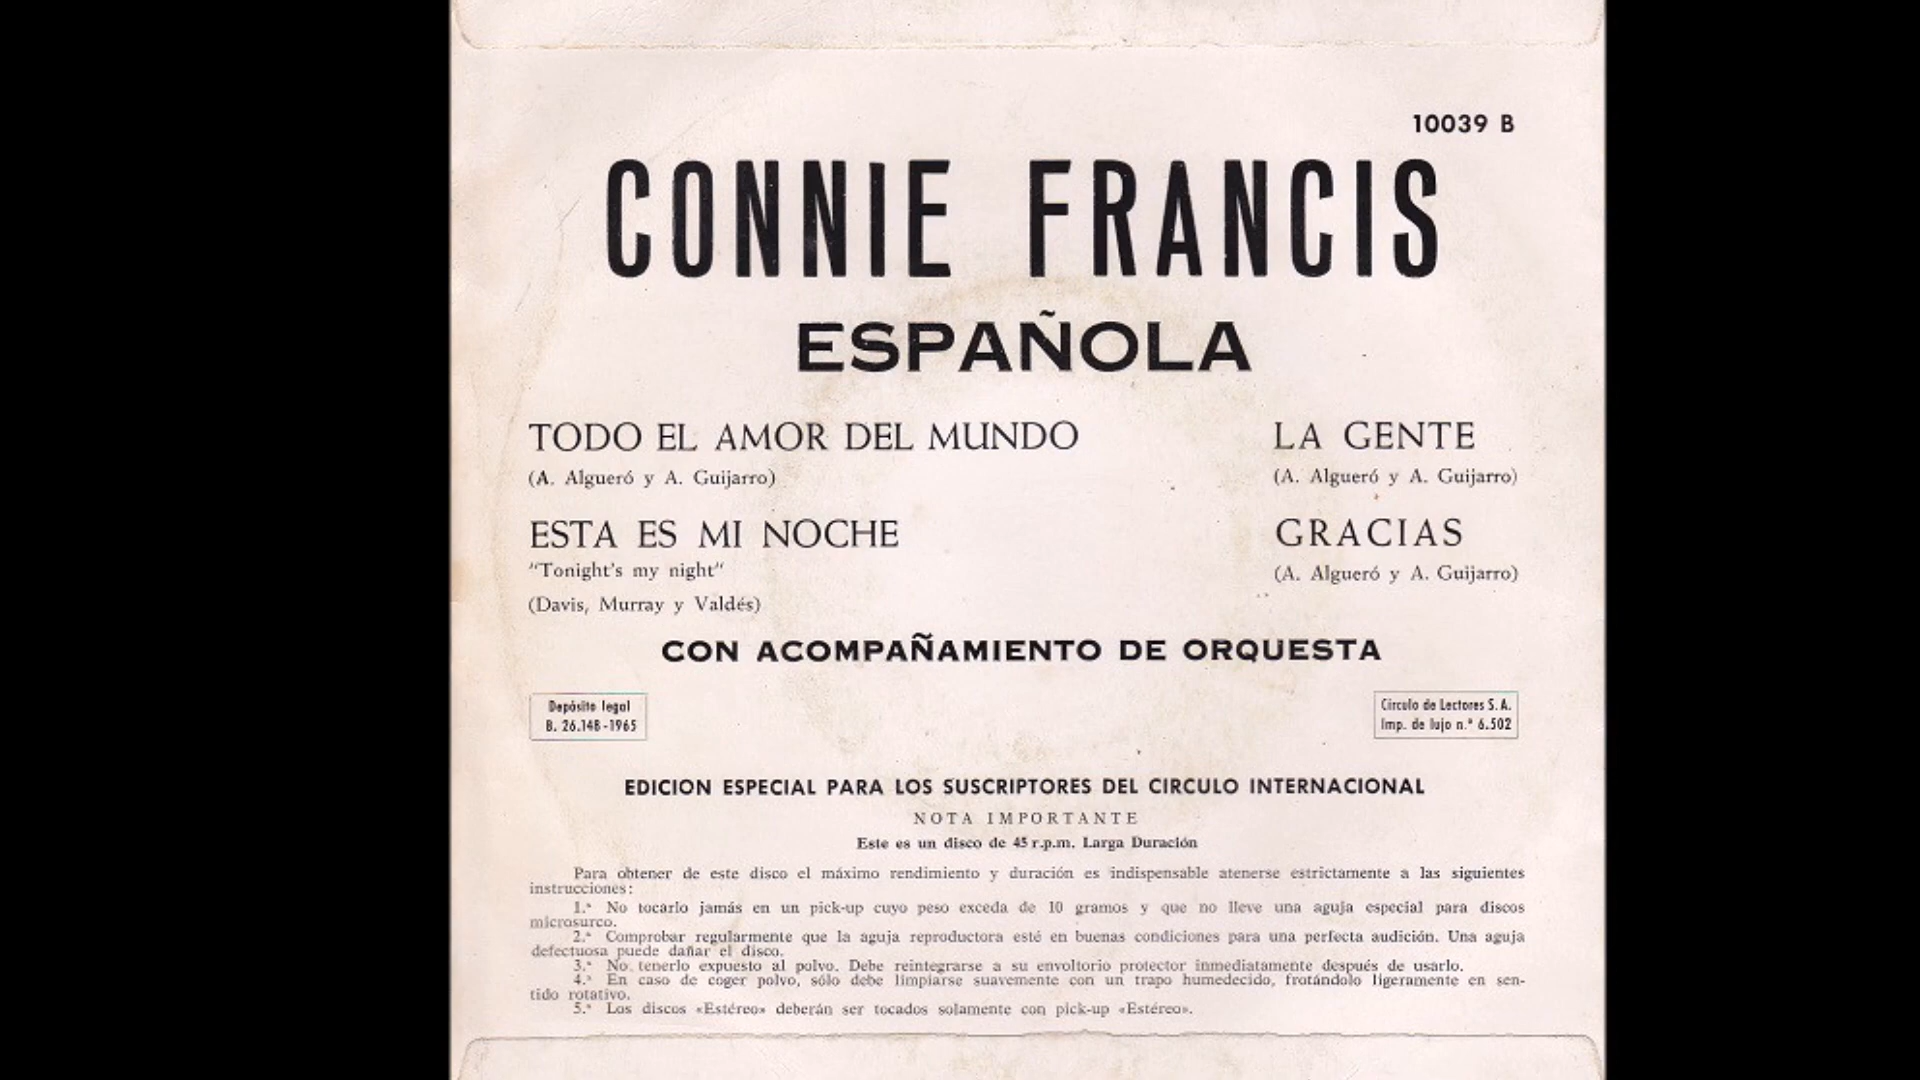 10039 B
CONNIE FRANCIS
ESPAÑOLA
TODO EL AMOR DEL MUNDO
(A. Algueró y A. Guijarro)
ESTA ES MI NOCHE
"Tonight's my night"
(Davis, Murray y Valdés)
LA GENTE
(A. Algueró y A. Guijarro)
GRACIAS
(A. Algueró y A. Guijarro)
CON ACOMPAÑAMIENTO DE ORQUESTA
Depósito legal
B. 26.148-1965
Círculo de Lectores S. A.
Imp. de lujo n.º 6.502
EDICION ESPECIAL PARA LOS SUSCRIPTORES DEL CIRCULO INTERNACIONAL
NOTA IMPORTANTE
Este es un disco de 45 r.p.m. Larga Duración
Para obtener de este disco el máximo rendimiento y duración es indispensable atenerse estrictamente a las siguientes
instrucciones:
1.ª No tocarlo jamás en un pick-up cuyo peso exceda de 10 gramos y que no lleve una aguja especial para discos
microsurco.
2.ª Comprobar regularmente que la aguja reproductora esté en buenas condiciones para una perfecta audición. Una aguja
defectuosa puede dañar el disco.
3.ª No tenerlo expuesto al polvo. Debe reintegrarse a su envoltorio protector inmediatamente después de usarlo.
4.ª En caso de coger polvo, sólo debe limpiarse suavemente con un trapo humedecido, frotándolo ligeramente en sen-
tido rotativo.
5.ª Los discos «Estéreo» deberán ser tocados solamente con pick-up «Estéreo».